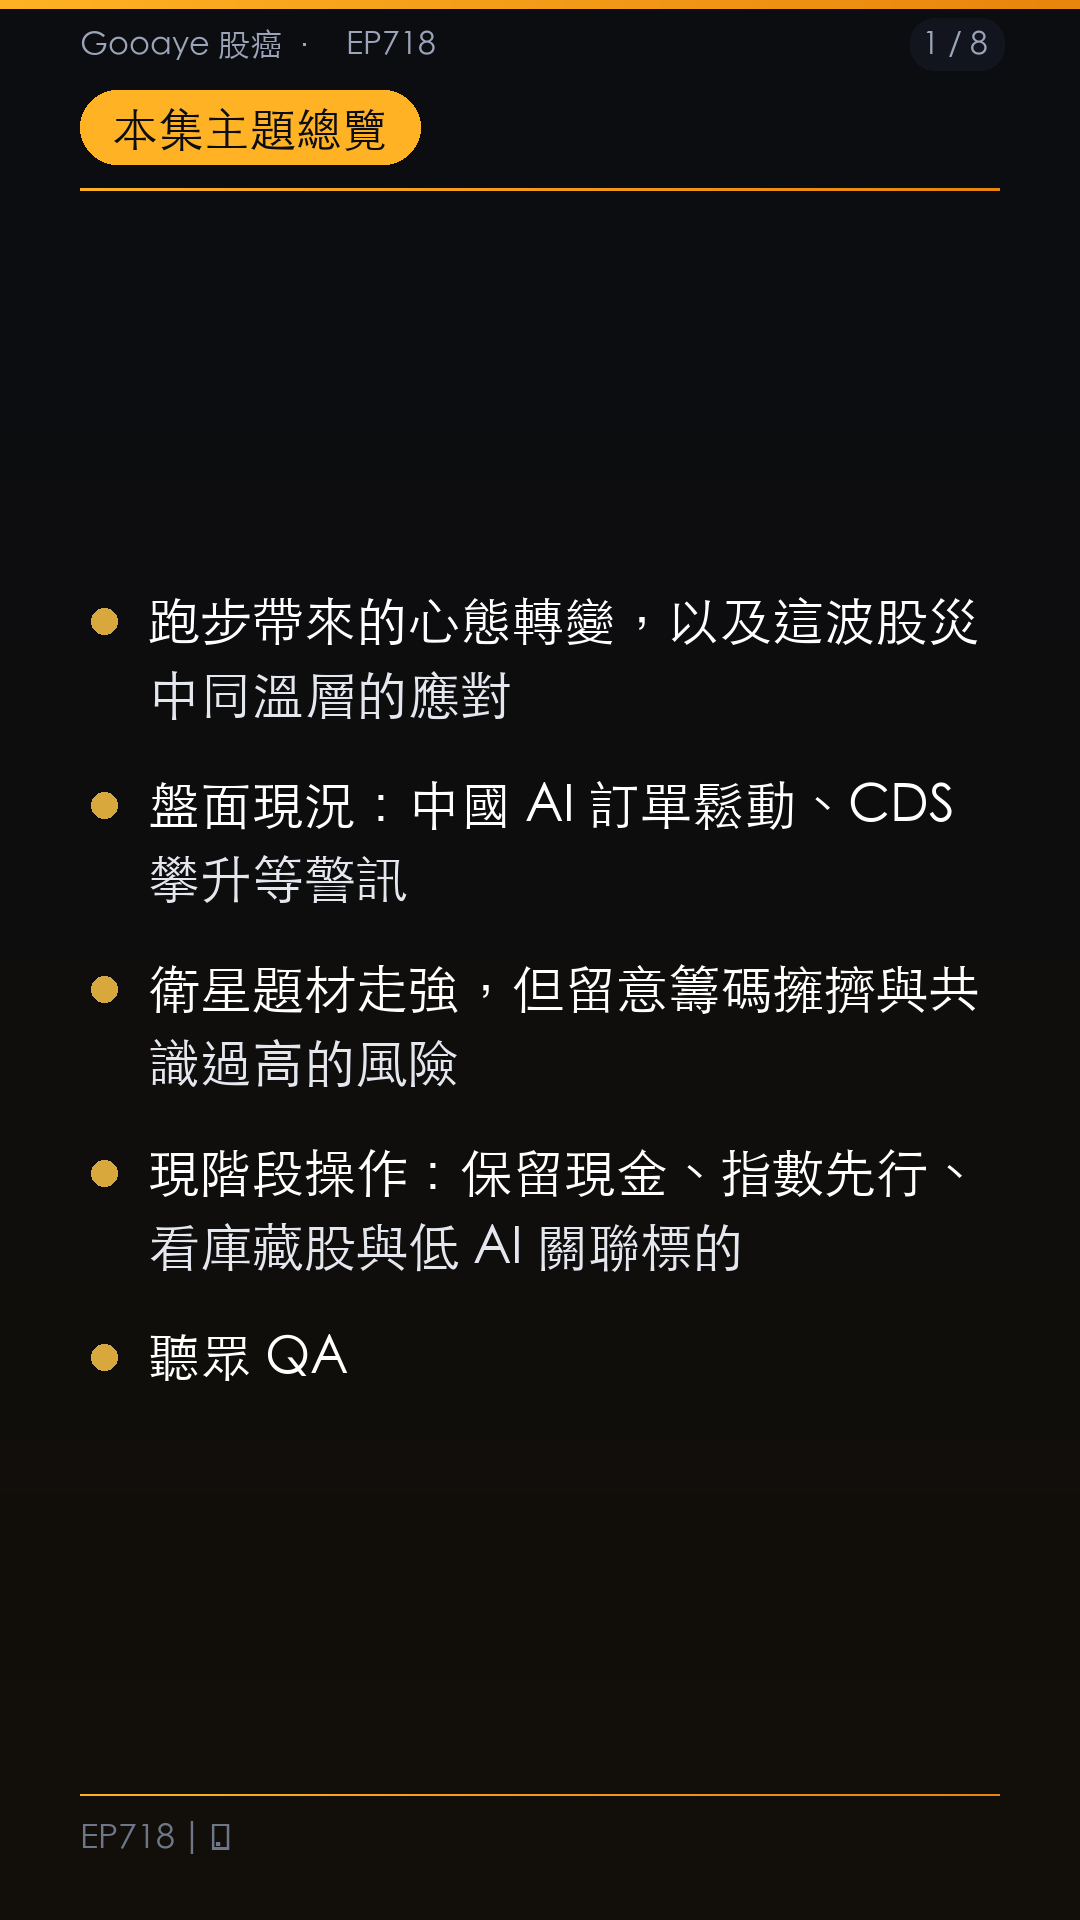 Gooaye 股癌 · EP718
1 / 8
本集主題總覽
跑步帶來的心態轉變，以及這波股災
中同溫層的應對
盤面現況：中國 AI 訂單鬆動、CDS
攀升等警訊
衛星題材走強，但留意籌碼擁擠與共
識過高的風險
現階段操作：保留現金、指數先行、
看庫藏股與低 AI 關聯標的
聽眾 QA
EP718 |